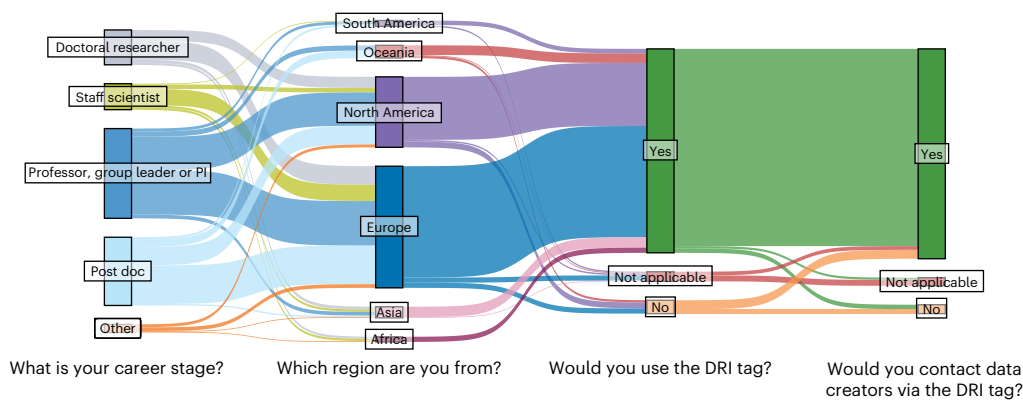 Doctoral researcher
Staff scientist
Professor, group leader or PI
Post doc
Other
South America
Oceania
North America
Europe
Asia
Africa
Yes
Not applicable
No
Yes
Not applicable
No
What is your career stage?
Which region are you from?
Would you use the DRI tag?
Would you contact data
creators via the DRI tag?